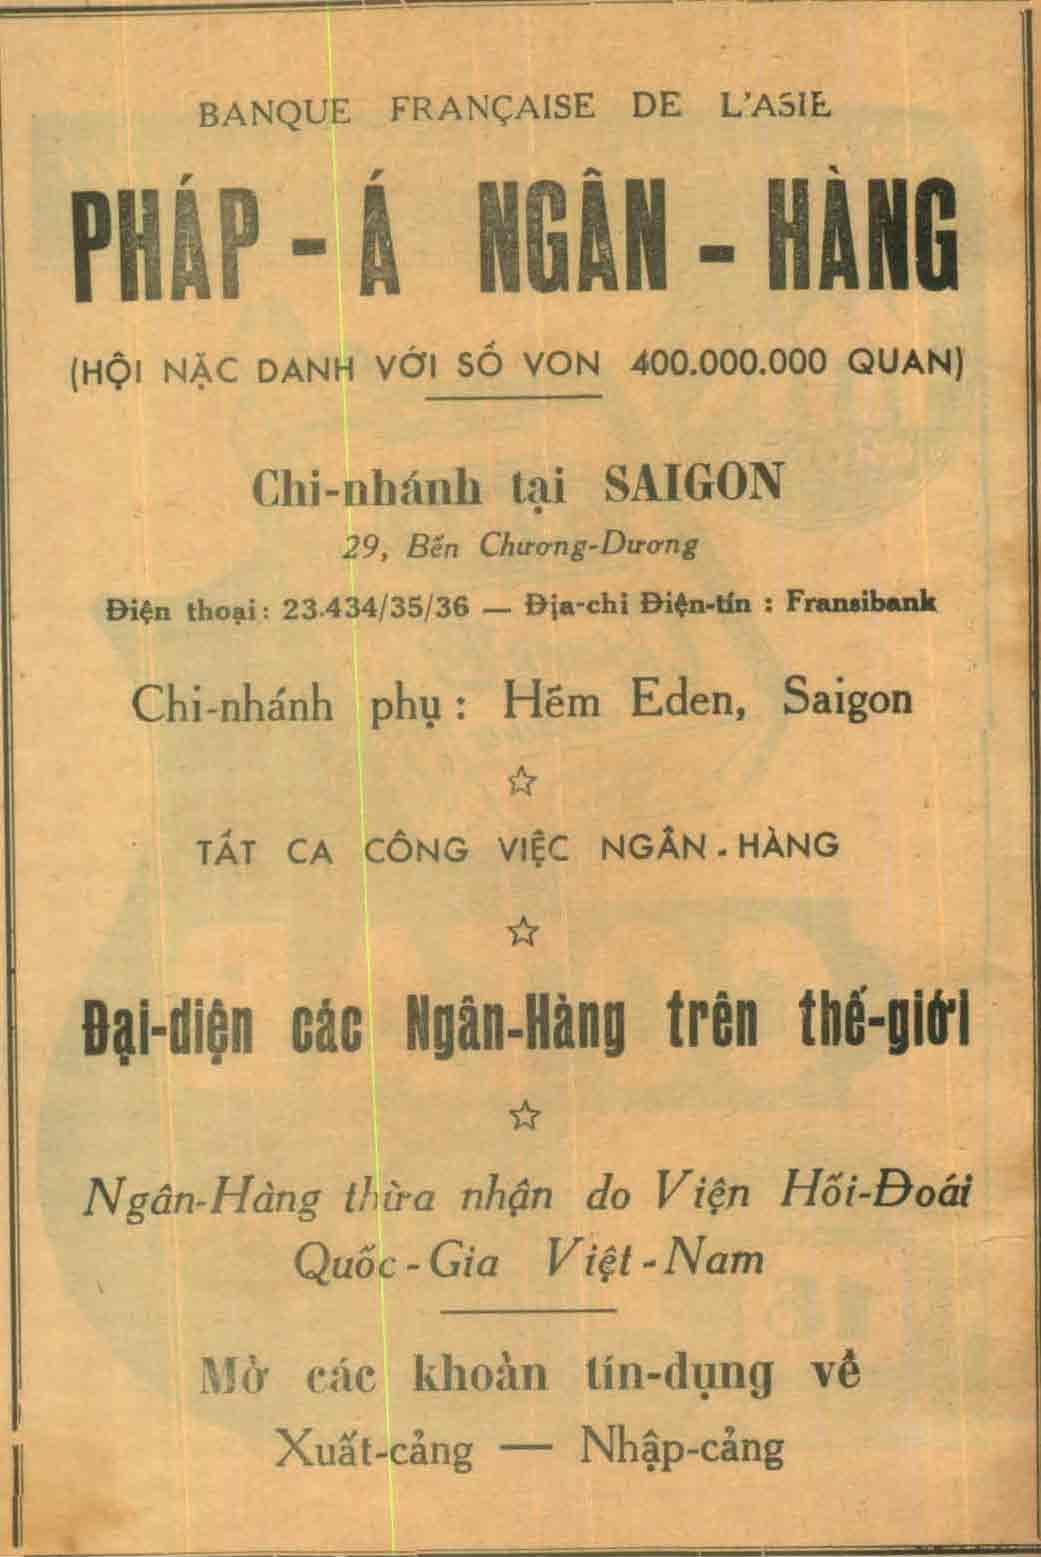 BANQUE FRANÇAISE DE L'ASIE
PHÁP - Á NGÂN - HÀNG
(HỘI NẶC DANH VỚI SỐ VON 400.000.000 QUAN)
Chi-nhánh tại SAIGON
29, Bến Chương-Dương
Điện thoại: 23.434/35/36 — Địa-chỉ Điện-tín : Fransibank
Chi-nhánh phụ : Hẻm Eden, Saigon
TẤT CA CÔNG VIỆC NGÂN - HÀNG
Đại-diện các Ngân-Hàng trên thế-giới
Ngân-Hàng thừa nhận do Viện Hối-Đoái
Quốc - Gia Việt - Nam
Mở các khoản tín-dụng về
Xuất-cảng — Nhập-cảng